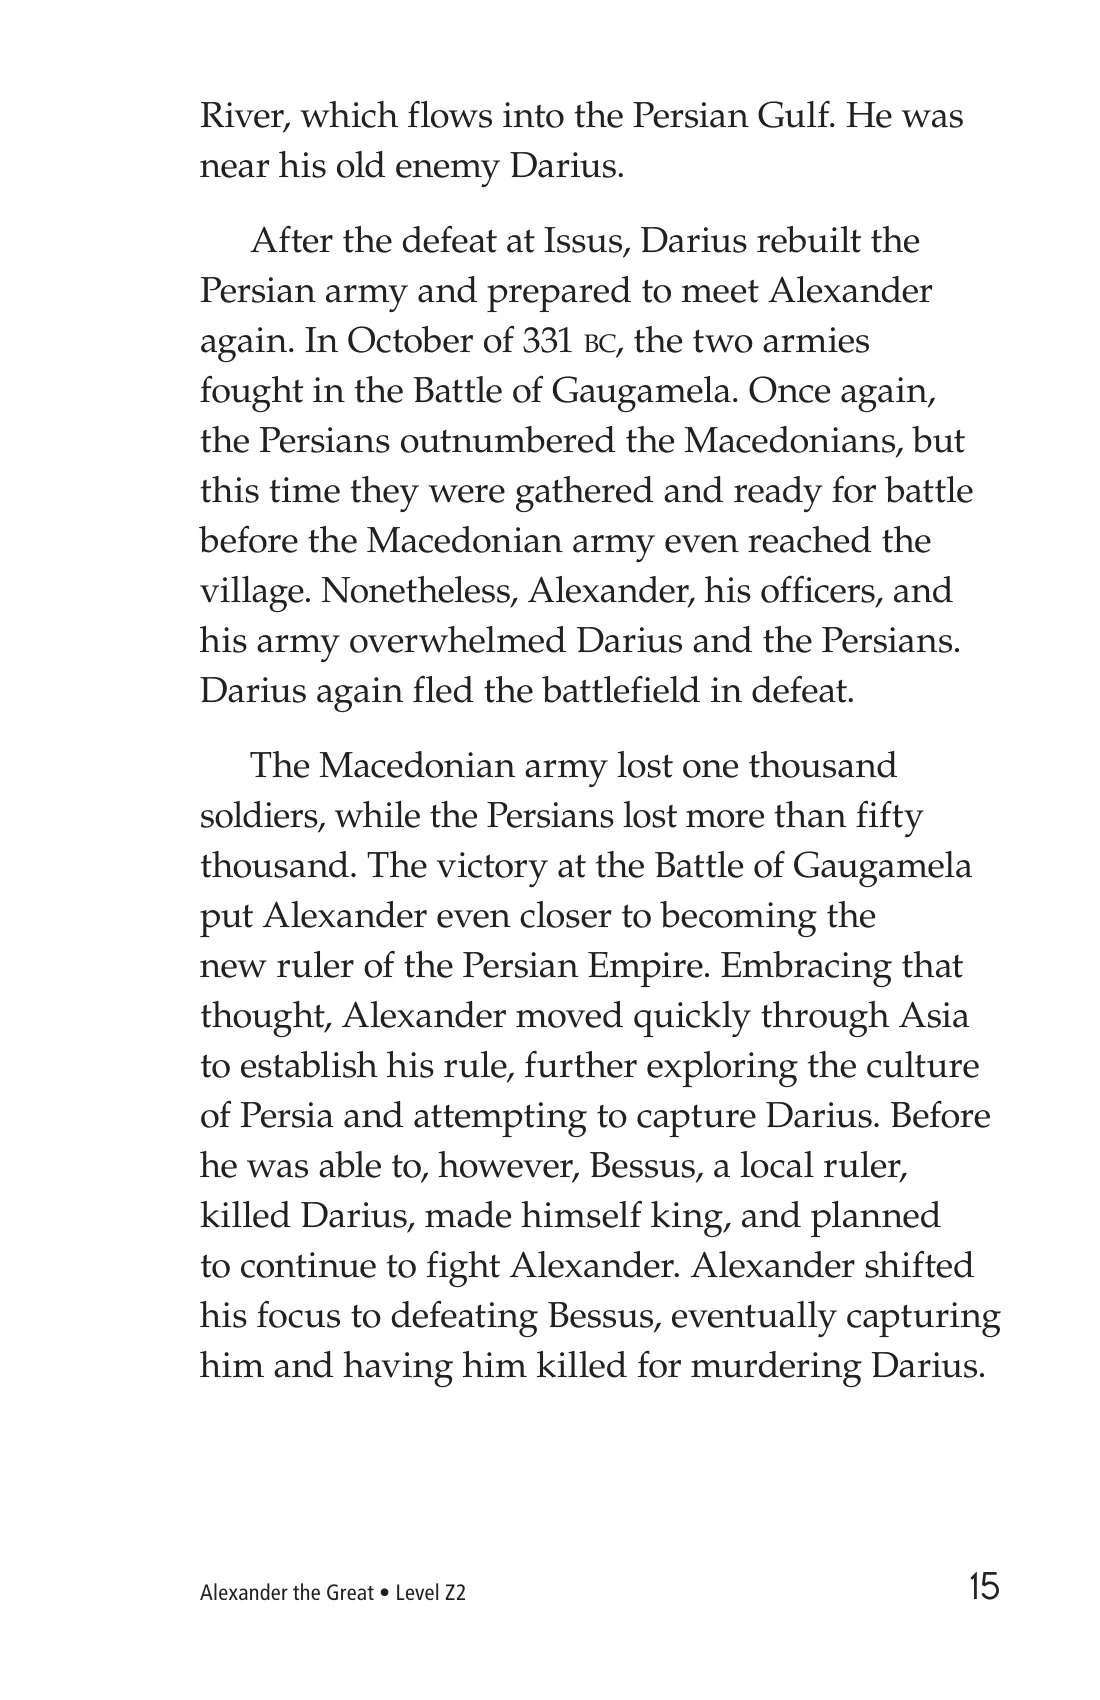 River, which flows into the Persian Gulf. He was
near his old enemy Darius.
After the defeat at Issus, Darius rebuilt the
Persian army and prepared to meet Alexander
again. In October of 331 BC, the two armies
fought in the Battle of Gaugamela. Once again,
the Persians outnumbered the Macedonians, but
this time they were gathered and ready for battle
before the Macedonian army even reached the
village. Nonetheless, Alexander, his officers, and
his army overwhelmed Darius and the Persians.
Darius again fled the battlefield in defeat.
The Macedonian army lost one thousand
soldiers, while the Persians lost more than fifty
thousand. The victory at the Battle of Gaugamela
put Alexander even closer to becoming the
new ruler of the Persian Empire. Embracing that
thought, Alexander moved quickly through Asia
to establish his rule, further exploring the culture
of Persia and attempting to capture Darius. Before
he was able to, however, Bessus, a local ruler,
killed Darius, made himself king, and planned
to continue to fight Alexander. Alexander shifted
his focus to defeating Bessus, eventually capturing
him and having him killed for murdering Darius.
Alexander the Great • Level Z2 15